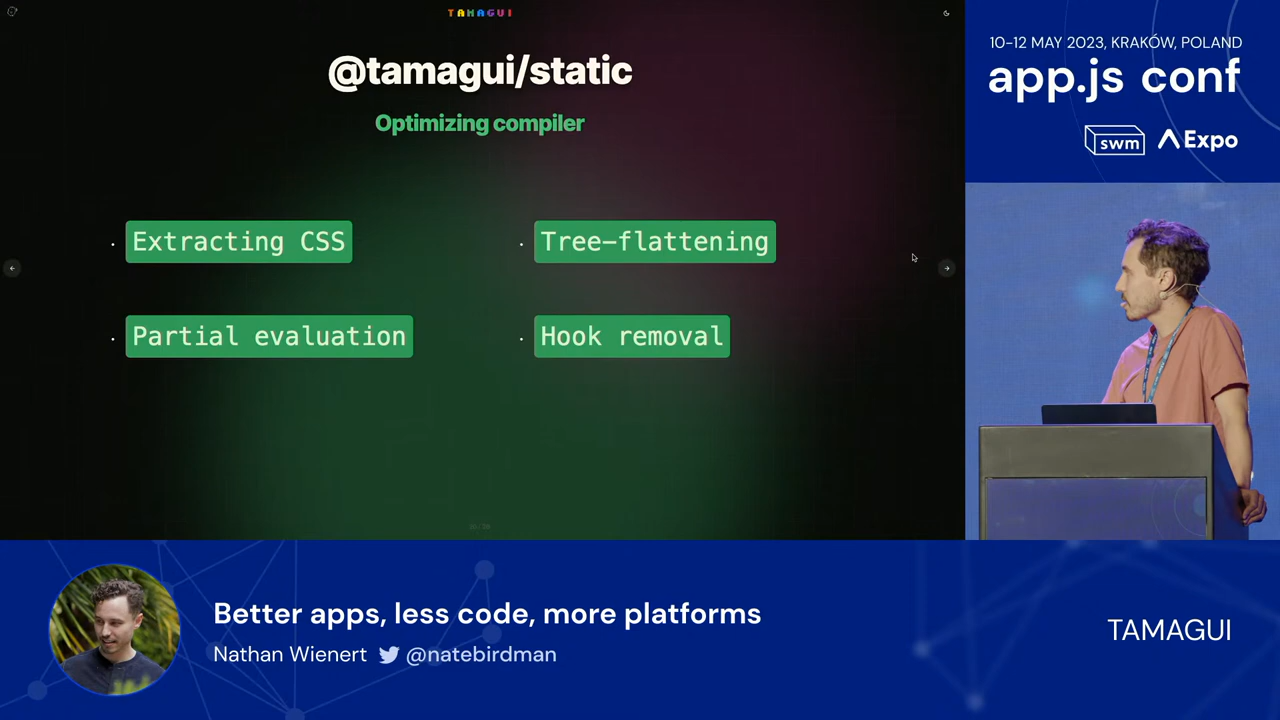 TAMAGUI
@tamagui/static
Optimizing compiler
· Extracting CSS
· Tree-flattening
· Partial evaluation
· Hook removal
10-12 MAY 2023, KRAKÓW, POLAND
app.js conf
swm
Expo
Better apps, less code, more platforms
Nathan Wienert @natebirdman
TAMAGUI